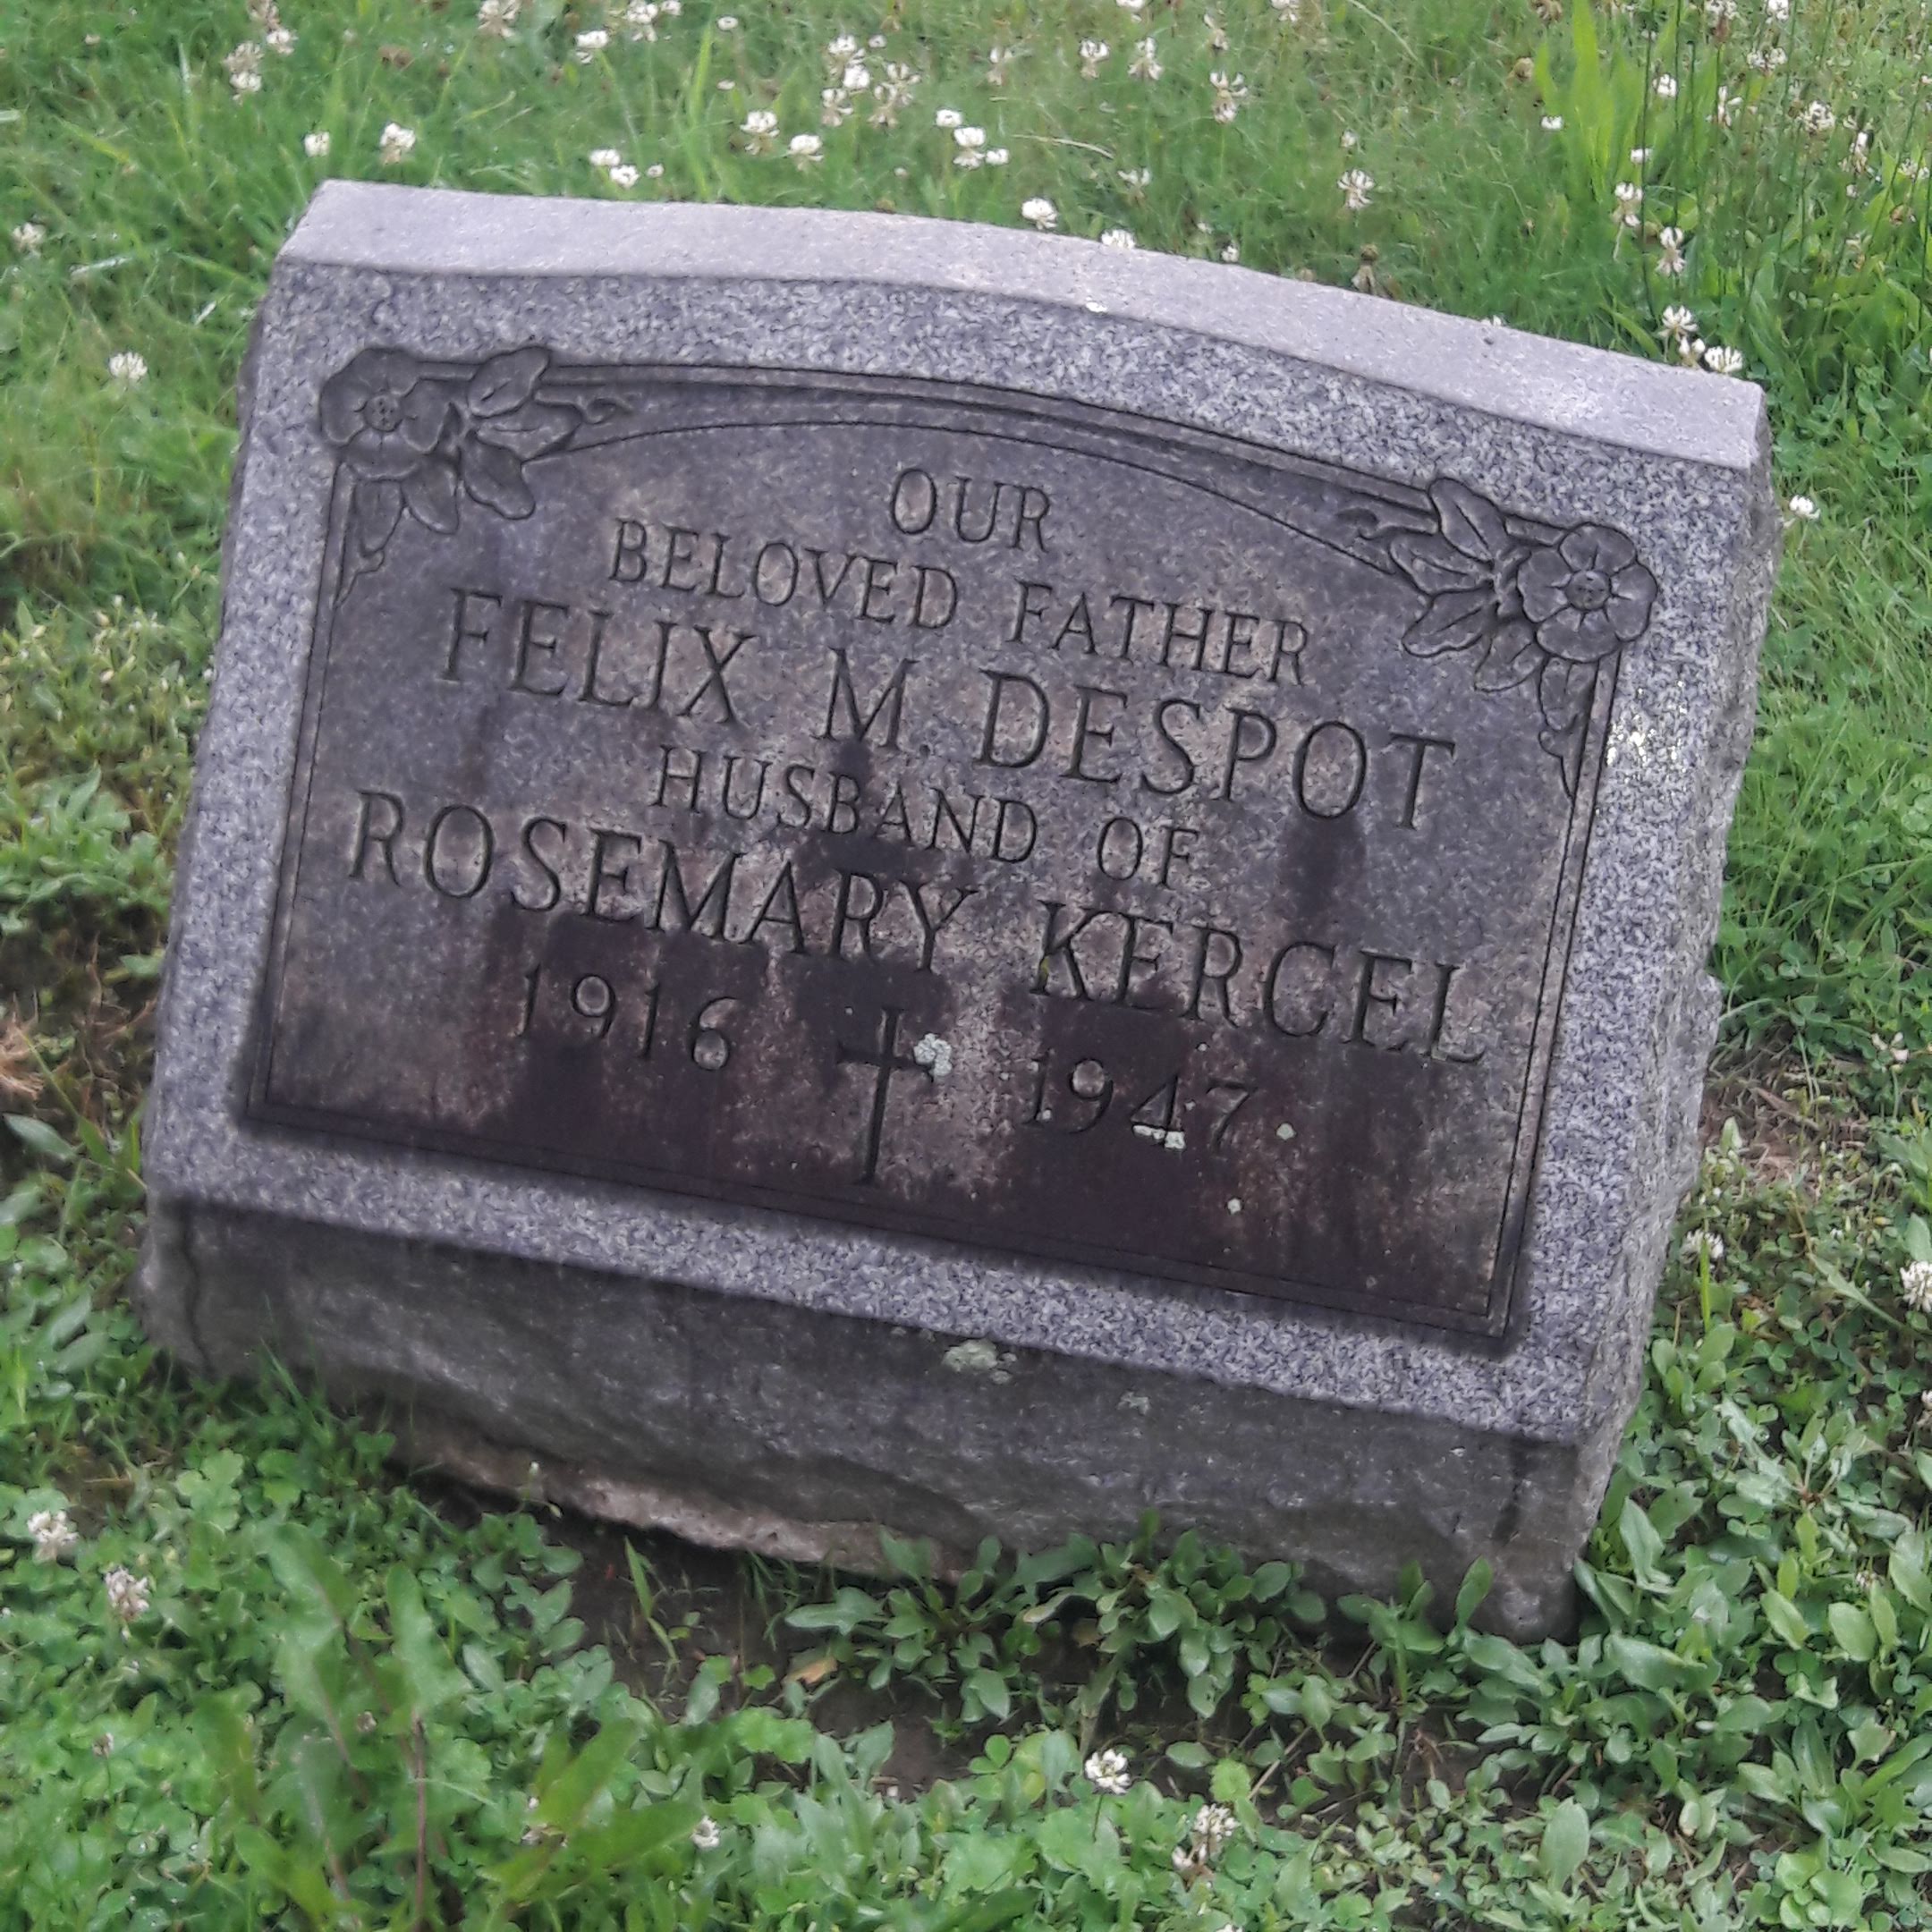 OUR
BELOVED FATHER
FELIX M DESPOT
HUSBAND OF
ROSEMARY KERCEL
1916 1947